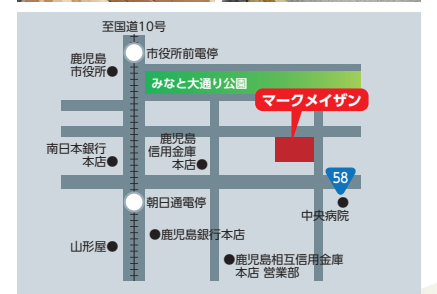 至国道10号
市役所前電停
鹿児島
市役所●
みなと大通り公園
マークメイザン
南日本銀行
本店●
鹿児島
信用金庫
本店●
58
中央病院
朝日通電停
●鹿児島銀行本店
山形屋●
●鹿児島相互信用金庫
本店 営業部